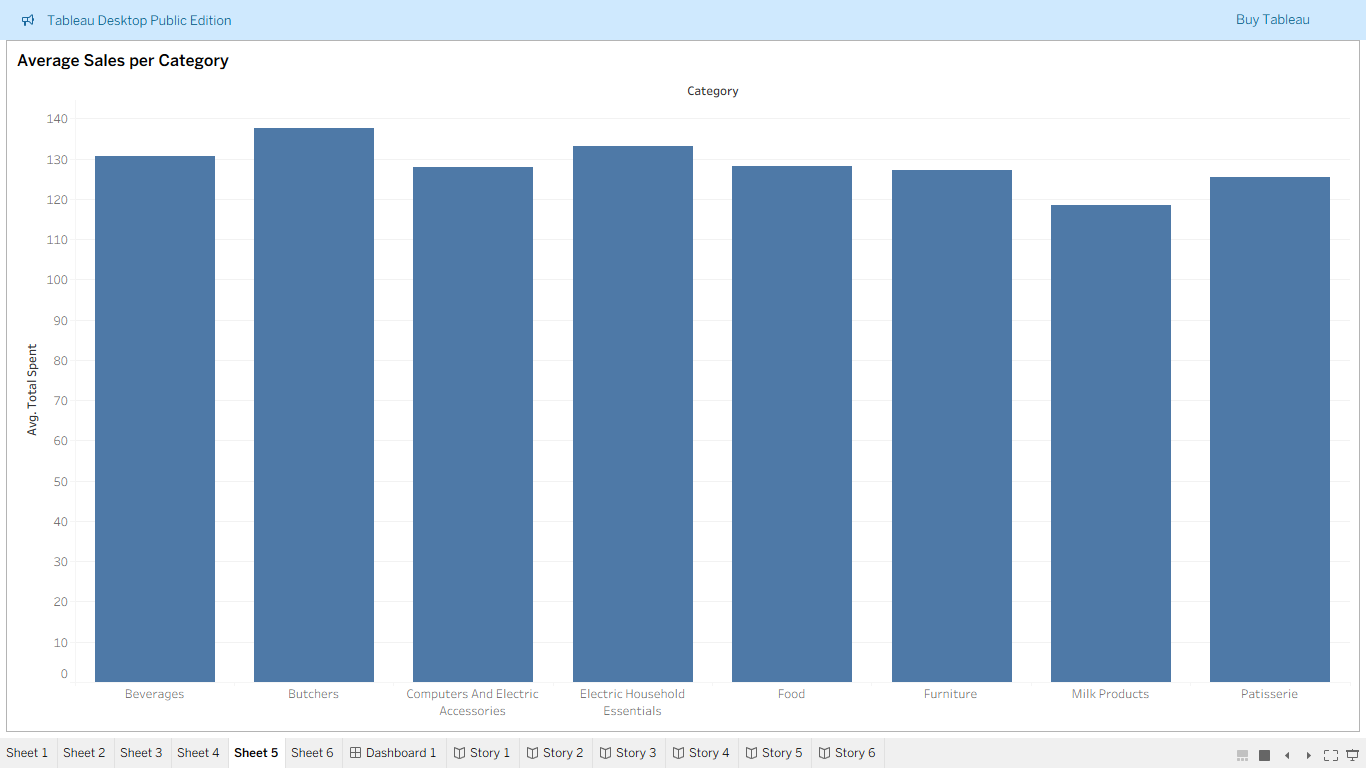 Tableau Desktop Public Edition
Buy Tableau
Average Sales per Category
Category
Avg. Total Spent
140
130
120
110
100
90
80
70
60
50
40
30
20
10
0
Beverages
Butchers
Computers And Electric
Accessories
Electric Household
Essentials
Food
Furniture
Milk Products
Patisserie
Sheet 1
Sheet 2
Sheet 3
Sheet 4
Sheet 5
Sheet 6
Dashboard 1
Story 1
Story 2
Story 3
Story 4
Story 5
Story 6